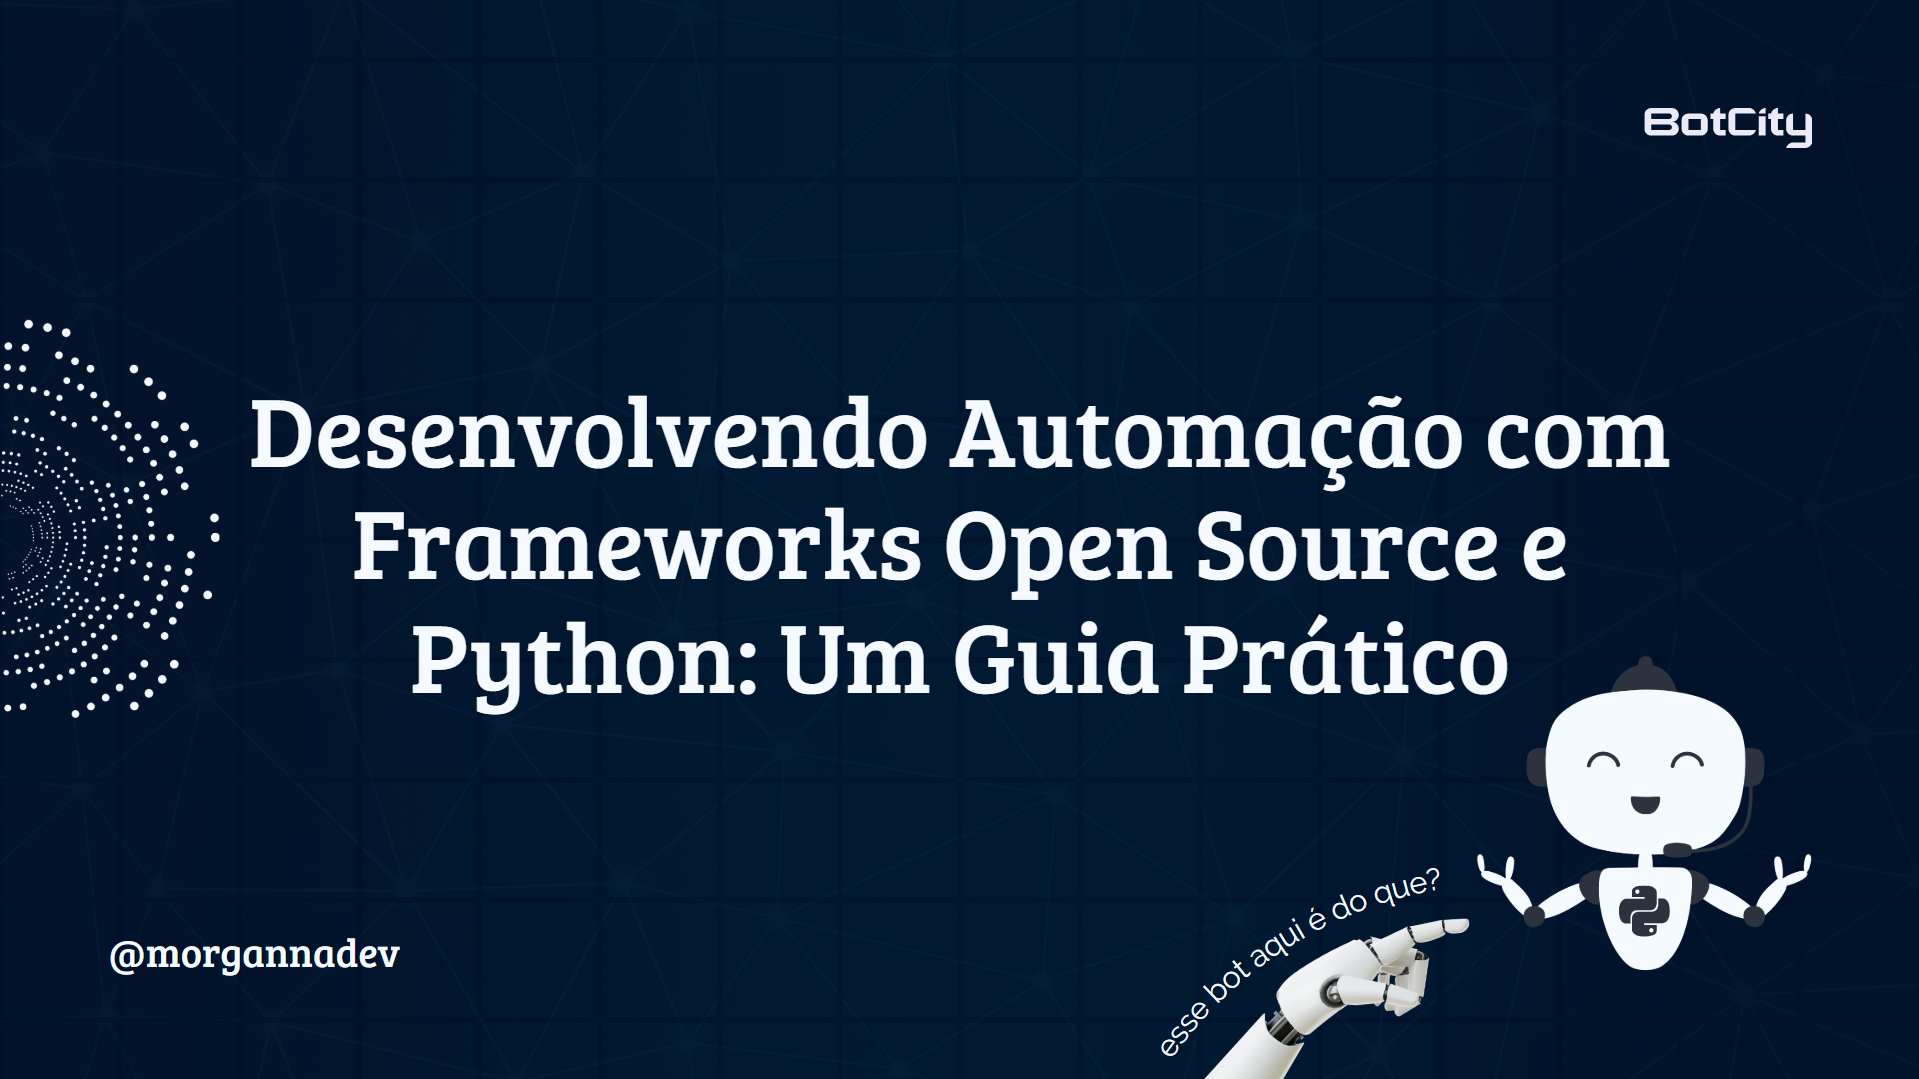 BotCity
Desenvolvendo Automação com
Frameworks Open Source e
Python: Um Guia Prático
esse bot aqui é do que?
@morgannadev